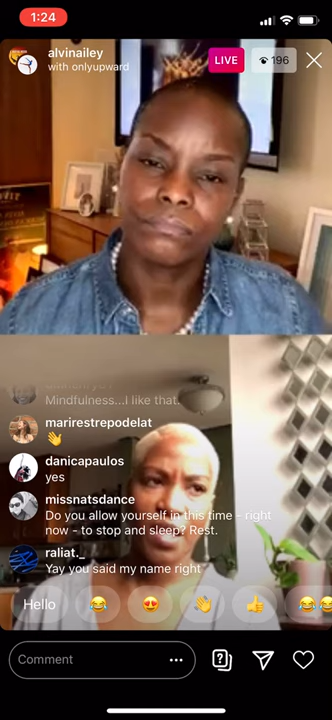 1:24
alvinailey
with onlyupward
LIVE
196
Mindfulness...I like that.
marirestrepodelat
👋
danicapaulos
yes
missnatsdance
Do you allow yourself in this time - right
now - to stop and sleep? Rest.
raliat._
Yay you said my name right
Hello
Comment